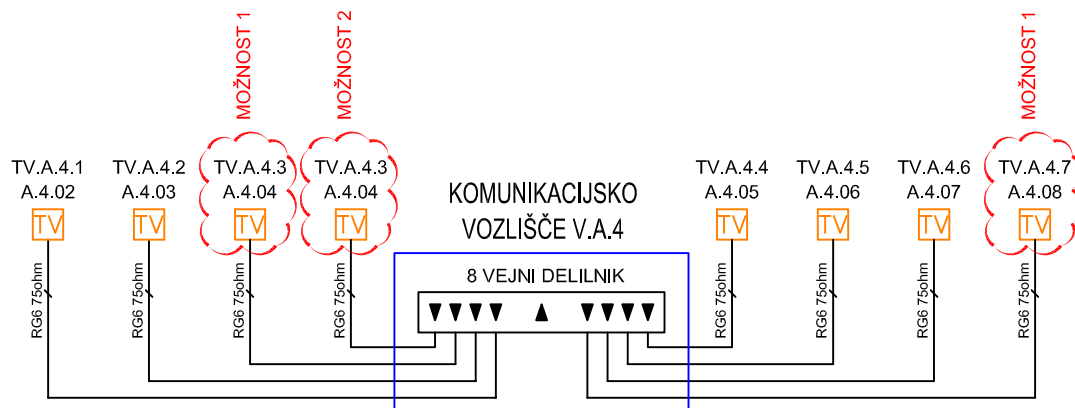 MOŽNOST 1
MOŽNOST 2
MOŽNOST 1
TV.A.4.1
A.4.02
TV
RG6 75ohm
TV.A.4.2
A.4.03
TV
RG6 75ohm
TV.A.4.3
A.4.04
TV
RG6 75ohm
TV.A.4.3
A.4.04
TV
RG6 75ohm
KOMUNIKACIJSKO
VOZLIŠČE V.A.4
8 VEJNI DELILNIK
TV.A.4.4
A.4.05
TV
RG6 75ohm
TV.A.4.5
A.4.06
TV
RG6 75ohm
TV.A.4.6
A.4.07
TV
RG6 75ohm
TV.A.4.7
A.4.08
TV
RG6 75ohm